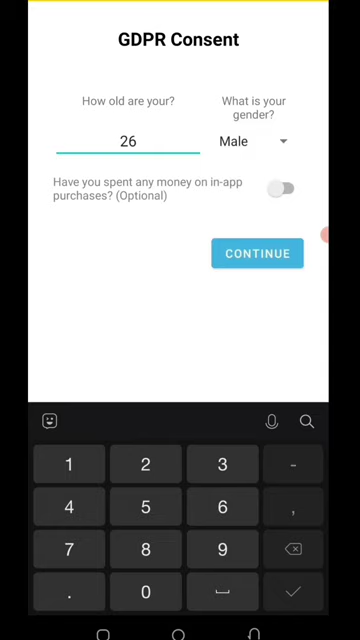 GDPR Consent
How old are your?
What is your
gender?
26
Male
Have you spent any money on in-app
purchases? (Optional)
CONTINUE
1 2 3 -
4 5 6 ,
7 8 9
. 0